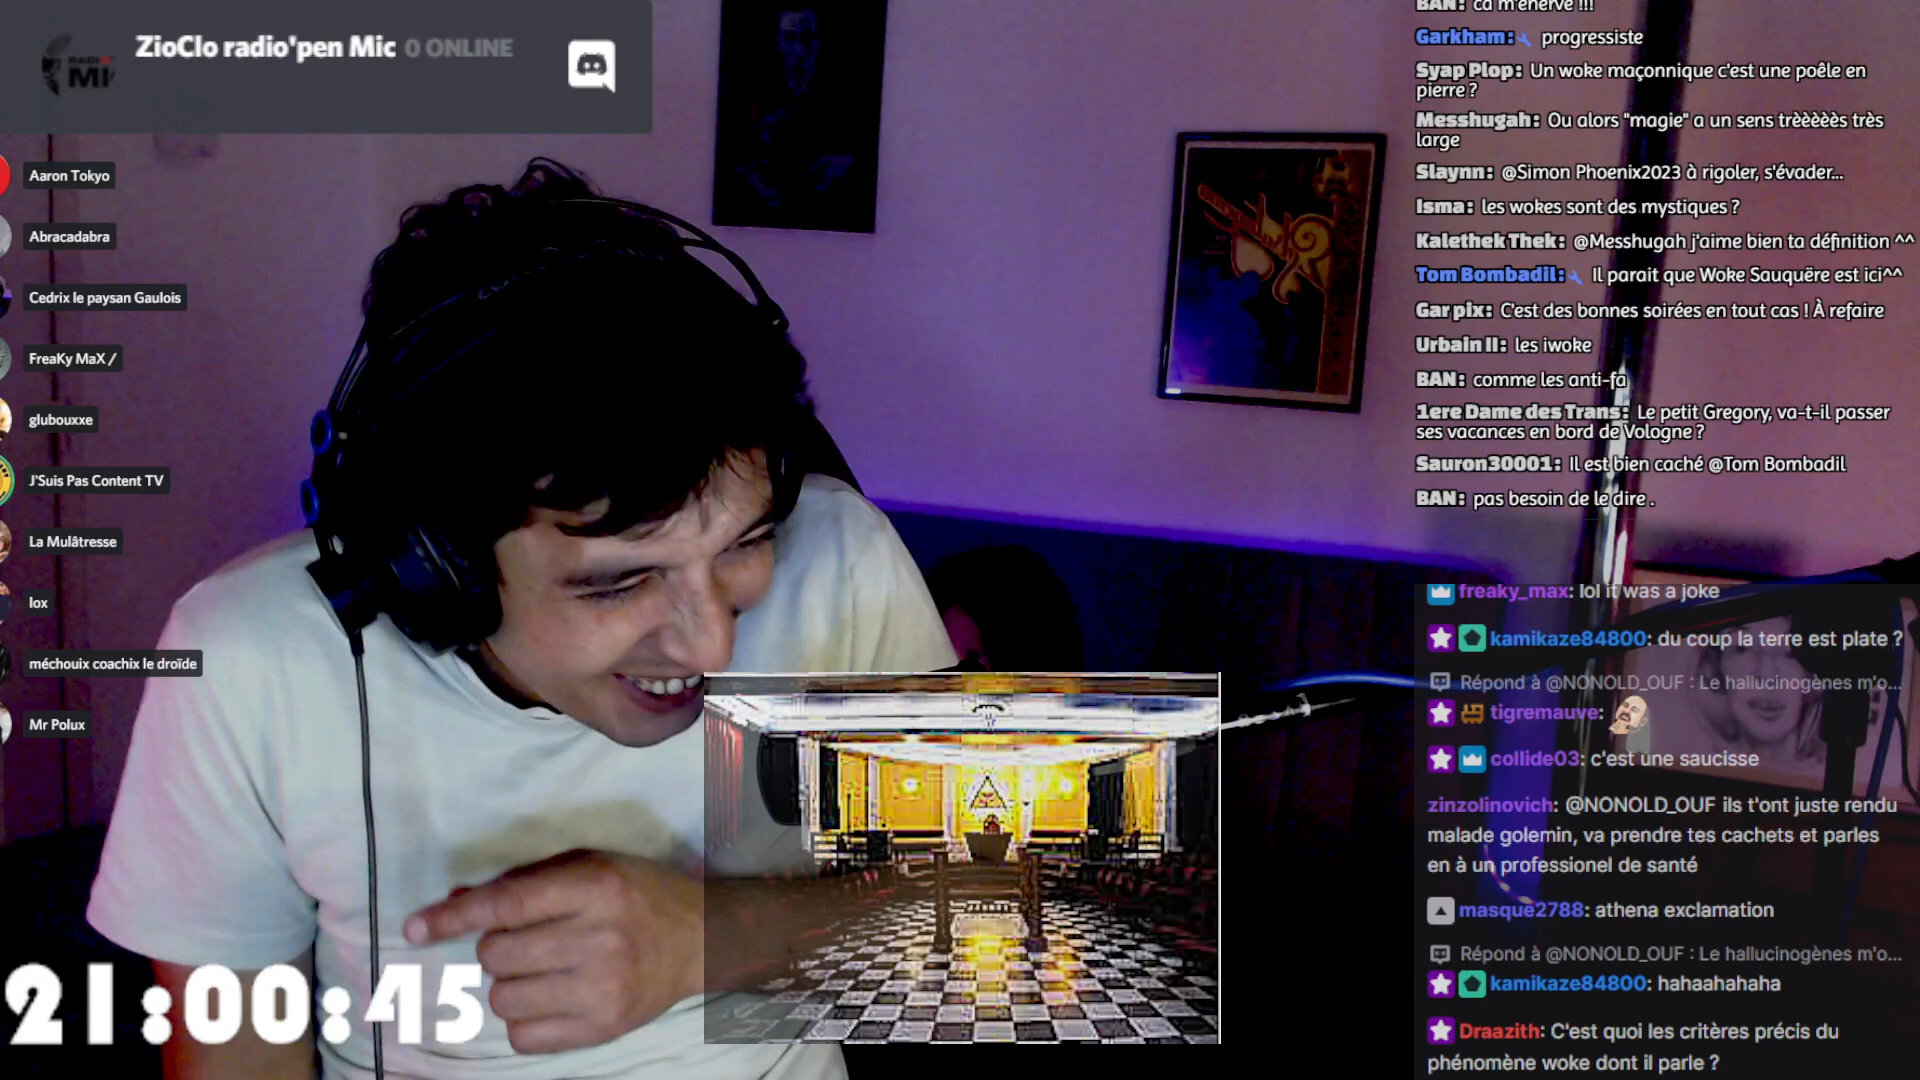 ZioClo radio'pen Mic 0 ONLINE
MI
Aaron Tokyo
Abracadabra
Cedrix le paysan Gaulois
FreaKy MaX /
glubouxxe
J'Suis Pas Content TV
La Mulâtresse
lox
méchouix coachix le droïde
Mr Polux
21:00:45
BAN: ca m'énerve !!!
Garkham: progressiste
Syap Plop: Un woke maçonnique c'est une poêle en
pierre ?
Messhugah: Ou alors "magie" a un sens trèèèèès très
large
Slaynn: @Simon Phoenix2023 à rigoler, s'évader...
Isma: les wokes sont des mystiques ?
Kalethek Thek: @Messhugah j'aime bien ta définition ^^
Tom Bombadil: Il parait que Woke Sauquëre est ici^^
Gar pix: C'est des bonnes soirées en tout cas ! À refaire
Urbain II: les iwoke
BAN: comme les anti-fa
1ere Dame des Trans: Le petit Gregory, va-t-il passer
ses vacances en bord de Vologne ?
Sauron30001: Il est bien caché @Tom Bombadil
BAN: pas besoin de le dire .
freaky_max: lol it was a joke
kamikaze84800: du coup la terre est plate ?
Répond à @NONOLD_OUF : Le hallucinogènes m'o...
tigremauve:
collide03: c'est une saucisse
zinzolinovich: @NONOLD_OUF ils t'ont juste rendu
malade golemin, va prendre tes cachets et parles
en à un professionel de santé
masque2788: athena exclamation
Répond à @NONOLD_OUF : Le hallucinogènes m'o...
kamikaze84800: hahaahahaha
Draazith: C'est quoi les critères précis du
phénomène woke dont il parle ?